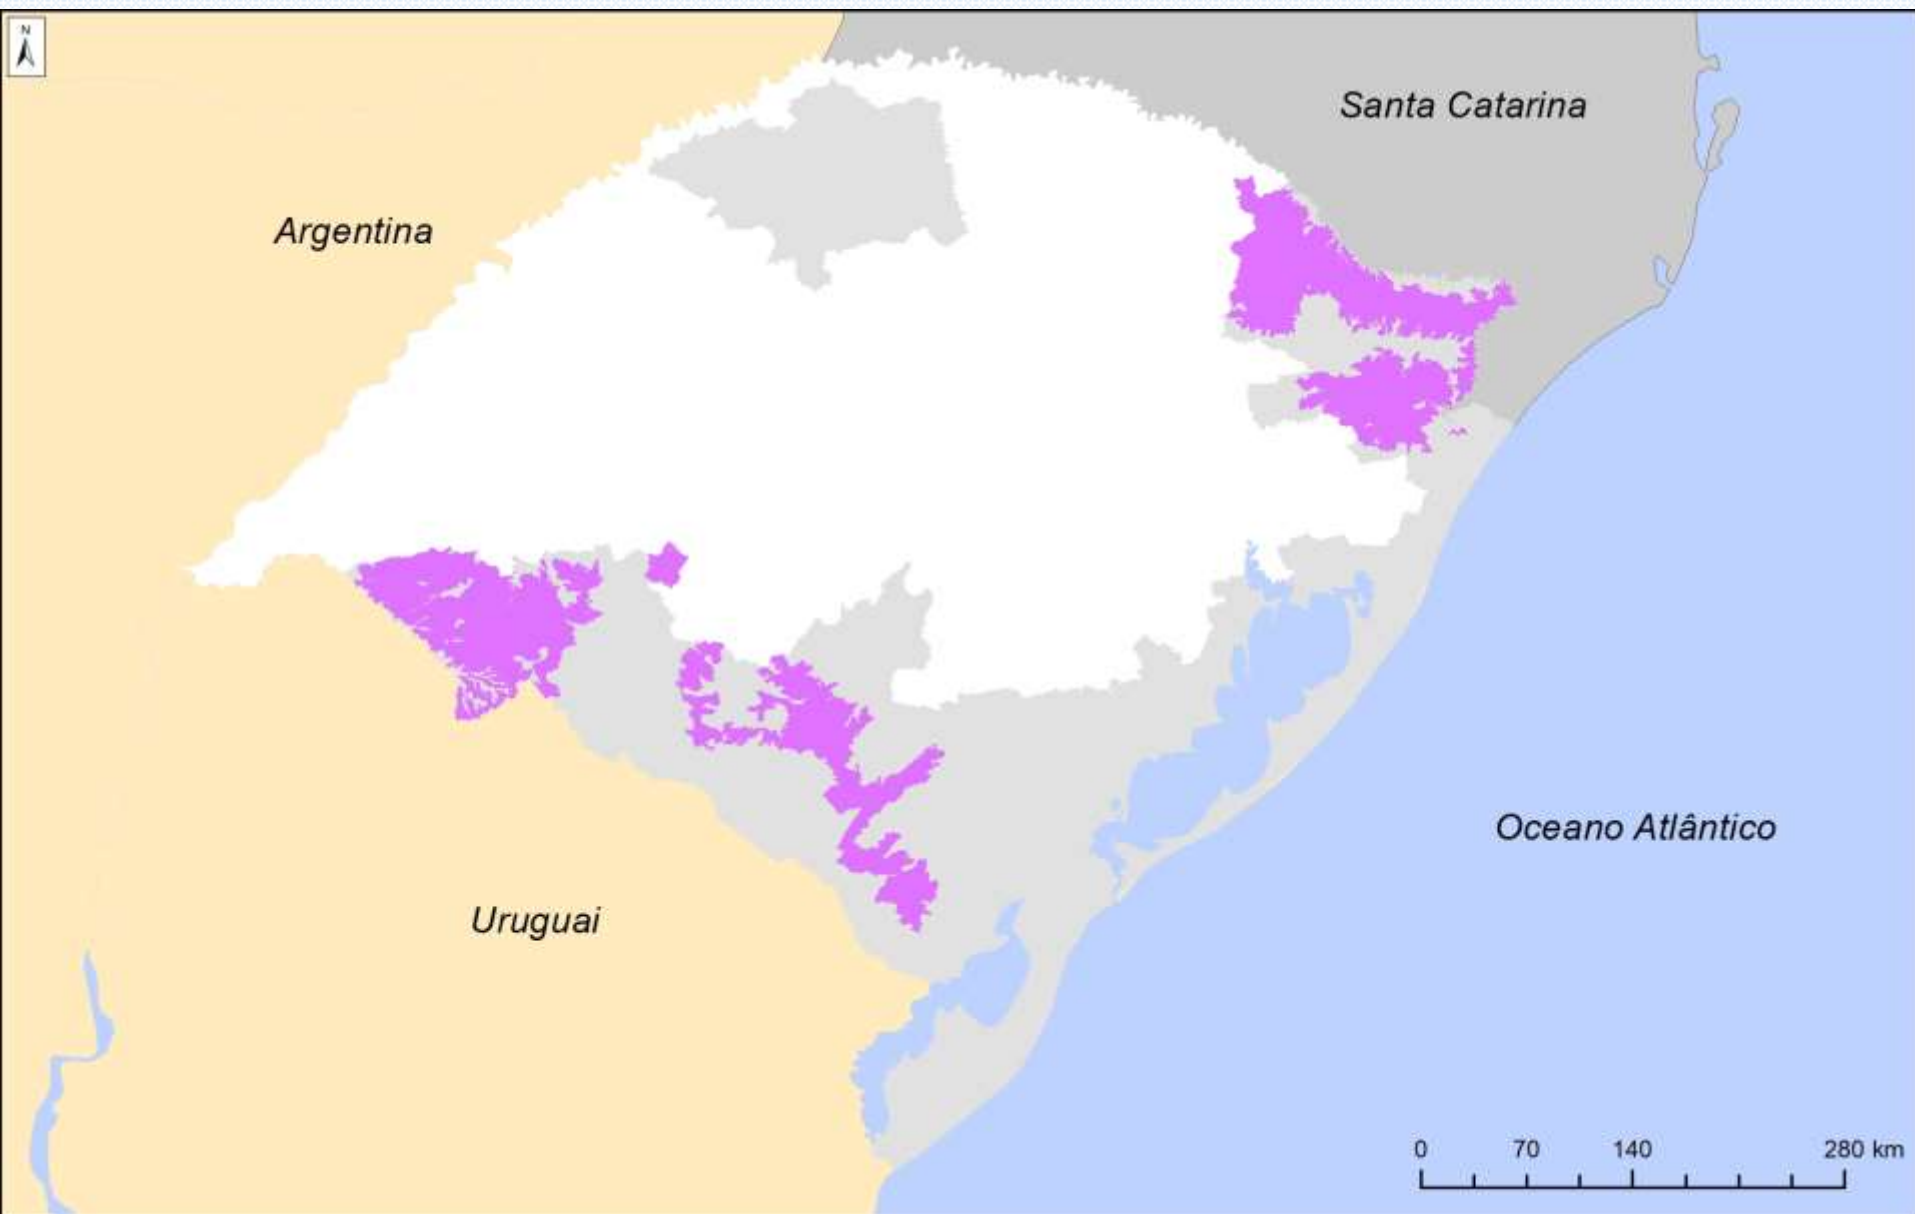 N
Santa Catarina
Argentina
Oceano Atlântico
Uruguai
0 70 140 280 km